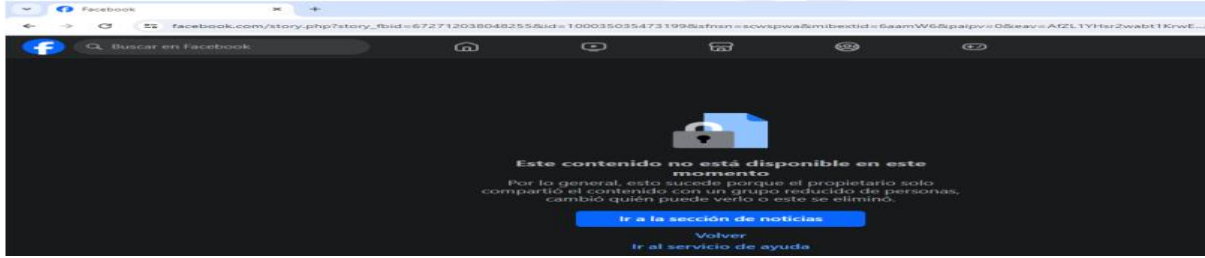 Facebook
facebook.com/story.php?story_fbid=672712038048255&id=100035035473199&sfnsn=scwspwa&mibextid=6aamW6&paipv=0&eav=AfZL1YHsr2wabt1KrwE...
Buscar en Facebook
Este contenido no está disponible en este
momento
Por lo general, esto sucede porque el propietario solo
compartió el contenido con un grupo reducido de personas,
cambió quién puede verlo o este se eliminó.
Ir a la sección de noticias
Volver
Ir al servicio de ayuda